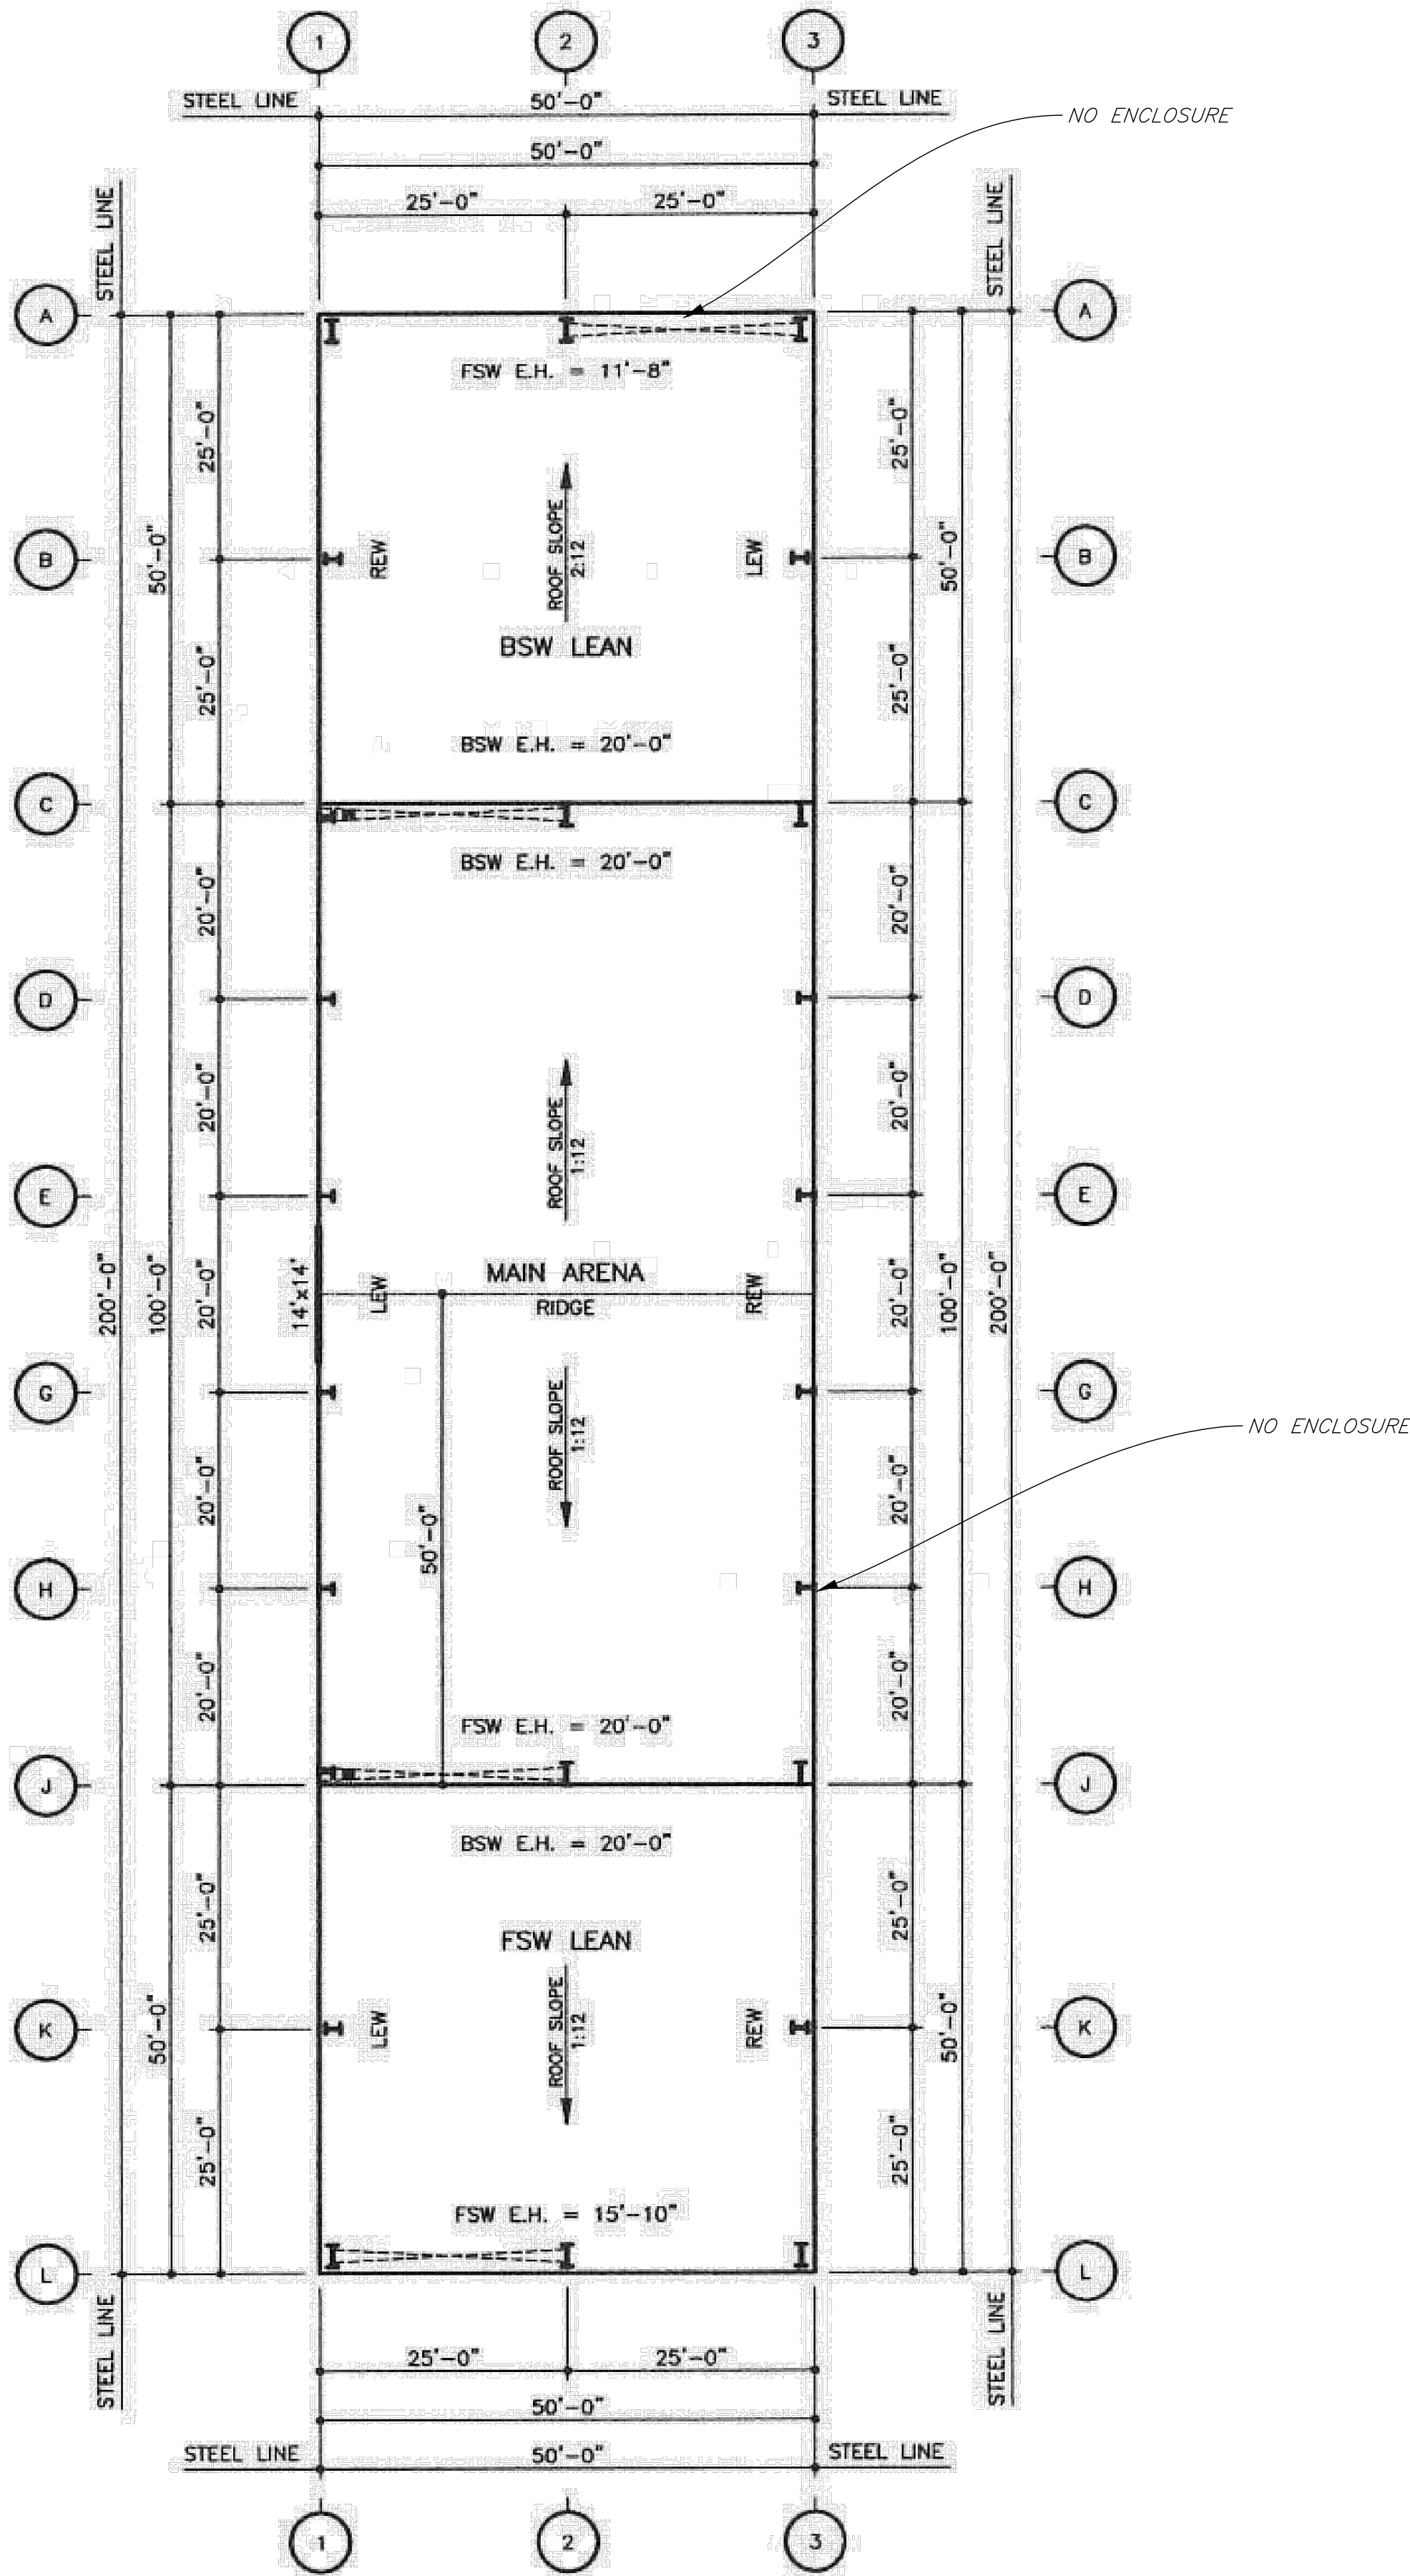 1 2 3
STEEL LINE 50'-0" STEEL LINE
NO ENCLOSURE
50'-0"
25'-0" 25'-0"
STEEL LINE STEEL LINE
A A
FSW E.H. = 11'-8"
25'-0" 25'-0"
ROOF SLOPE
2:12
50'-0" 50'-0"
B REW LEW B
BSW LEAN
25'-0" 25'-0"
BSW E.H. = 20'-0"
C C
BSW E.H. = 20'-0"
20'-0" 20'-0"
D D
20'-0" 20'-0"
ROOF SLOPE
1:12
E E
MAIN ARENA
200'-0" 100'-0" 20'-0" 14'x14' LEW REW 20'-0" 100'-0" 200'-0"
RIDGE
G G
ROOF SLOPE
1:12
NO ENCLOSURE
20'-0" 20'-0"
50'-0"
H H
20'-0" 20'-0"
FSW E.H. = 20'-0"
J J
BSW E.H. = 20'-0"
25'-0" 25'-0"
FSW LEAN
ROOF SLOPE
1:12
50'-0" 50'-0"
K LEW REW K
25'-0" 25'-0"
FSW E.H. = 15'-10"
L L
STEEL LINE STEEL LINE
25'-0" 25'-0"
50'-0"
STEEL LINE 50'-0" STEEL LINE
1 2 3